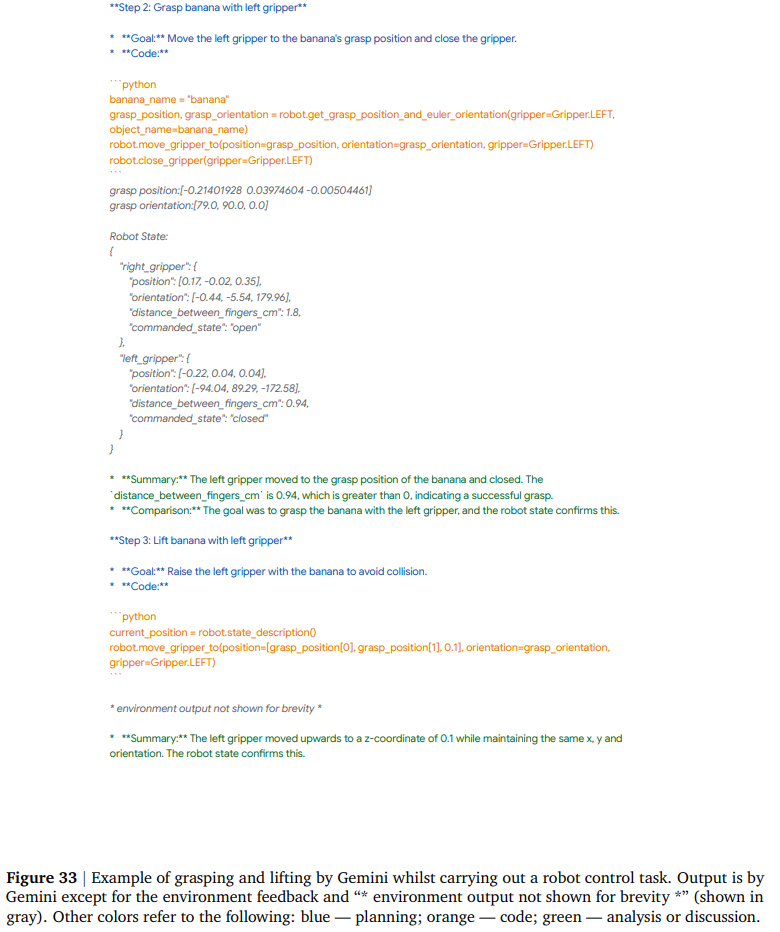 **Step 2: Grasp banana with left gripper**
* **Goal:** Move the left gripper to the banana's grasp position and close the gripper.
* **Code:**
```python
banana_name = "banana"
grasp_position, grasp_orientation = robot.get_grasp_position_and_euler_orientation(gripper=Gripper.LEFT,
object_name=banana_name)
robot.move_gripper_to(position=grasp_position, orientation=grasp_orientation, gripper=Gripper.LEFT)
robot.close_gripper(gripper=Gripper.LEFT)
```
grasp position:[-0.21401928 0.03974604 -0.00504461]
grasp orientation:[79.0, 90.0, 0.0]
Robot State:
{
"right_gripper": {
"position": [0.17, -0.02, 0.35],
"orientation": [-0.44, -5.54, 179.96],
"distance_between_fingers_cm": 1.8,
"commanded_state": "open"
},
"left_gripper": {
"position": [-0.22, 0.04, 0.04],
"orientation": [-94.04, 89.29, -172.58],
"distance_between_fingers_cm": 0.94,
"commanded_state": "closed"
}
}
* **Summary:** The left gripper moved to the grasp position of the banana and closed. The
`distance_between_fingers_cm` is 0.94, which is greater than 0, indicating a successful grasp.
* **Comparison:** The goal was to grasp the banana with the left gripper, and the robot state confirms this.
**Step 3: Lift banana with left gripper**
* **Goal:** Raise the left gripper with the banana to avoid collision.
* **Code:**
```python
current_position = robot.state_description()
robot.move_gripper_to(position=[grasp_position[0], grasp_position[1], 0.1], orientation=grasp_orientation,
gripper=Gripper.LEFT)
```
* environment output not shown for brevity *
* **Summary:** The left gripper moved upwards to a z-coordinate of 0.1 while maintaining the same x, y and
orientation. The robot state confirms this.
Figure 33 | Example of grasping and lifting by Gemini whilst carrying out a robot control task. Output is by
Gemini except for the environment feedback and “* environment output not shown for brevity *” (shown in
gray). Other colors refer to the following: blue — planning; orange — code; green — analysis or discussion.